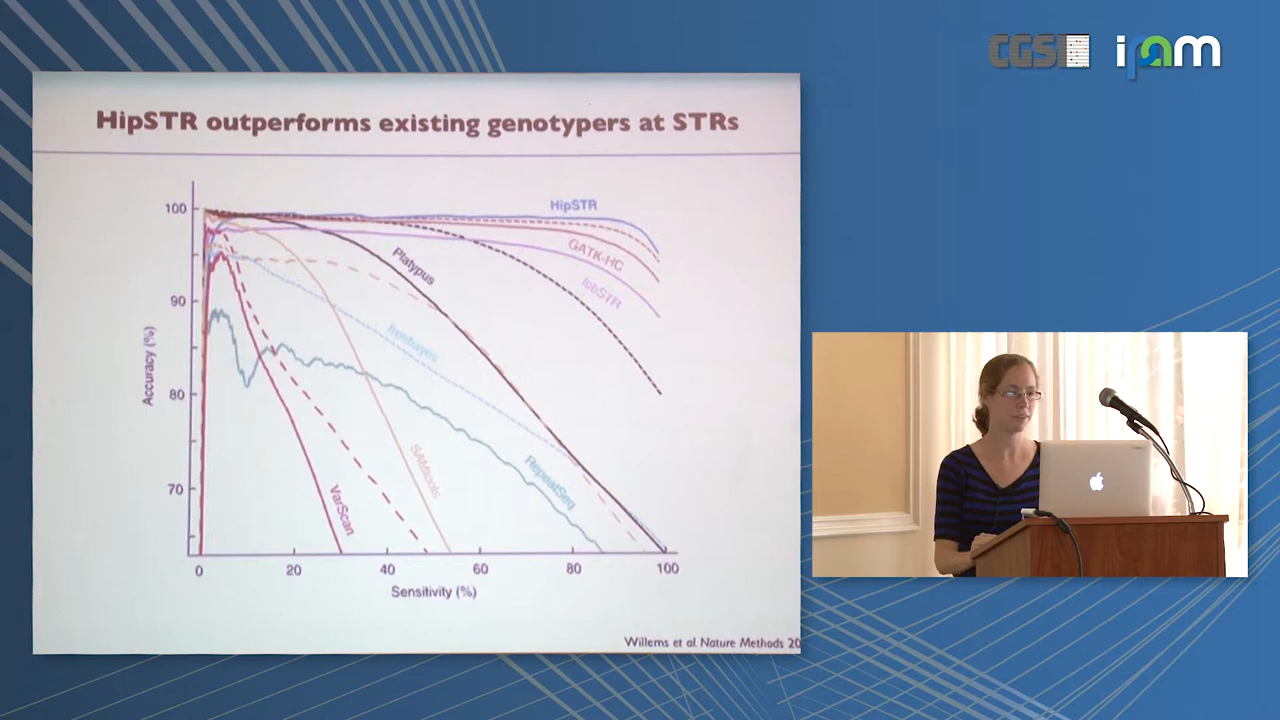 CGSI
ipam
HipSTR outperforms existing genotypers at STRs
100
90
80
70
Accuracy (%)
HipSTR
GATK-HC
lobSTR
Platypus
freebayes
SAMtools
RepeatSeq
VarScan
0 20 40 60 80 100
Sensitivity (%)
Willems et al. Nature Methods 20